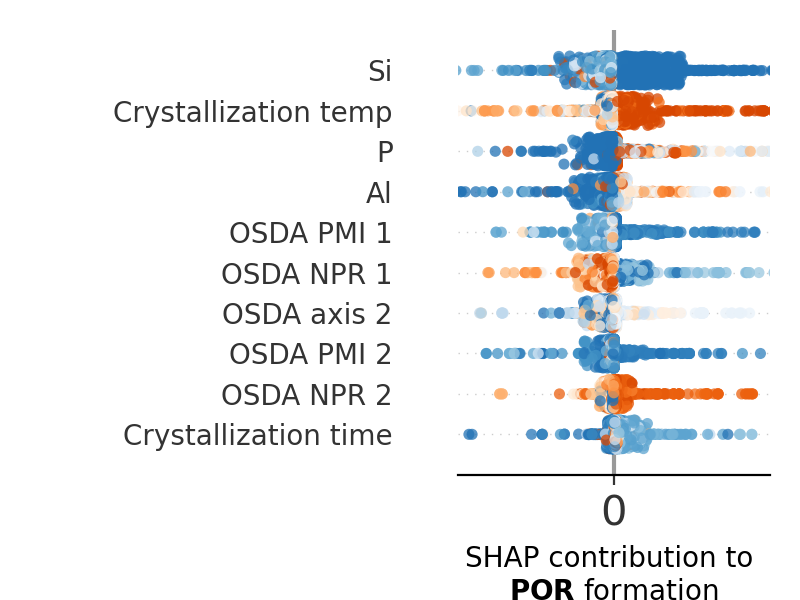 Si
Crystallization temp
P
Al
OSDA PMI 1
OSDA NPR 1
OSDA axis 2
OSDA PMI 2
OSDA NPR 2
Crystallization time
0
SHAP contribution to
POR formation